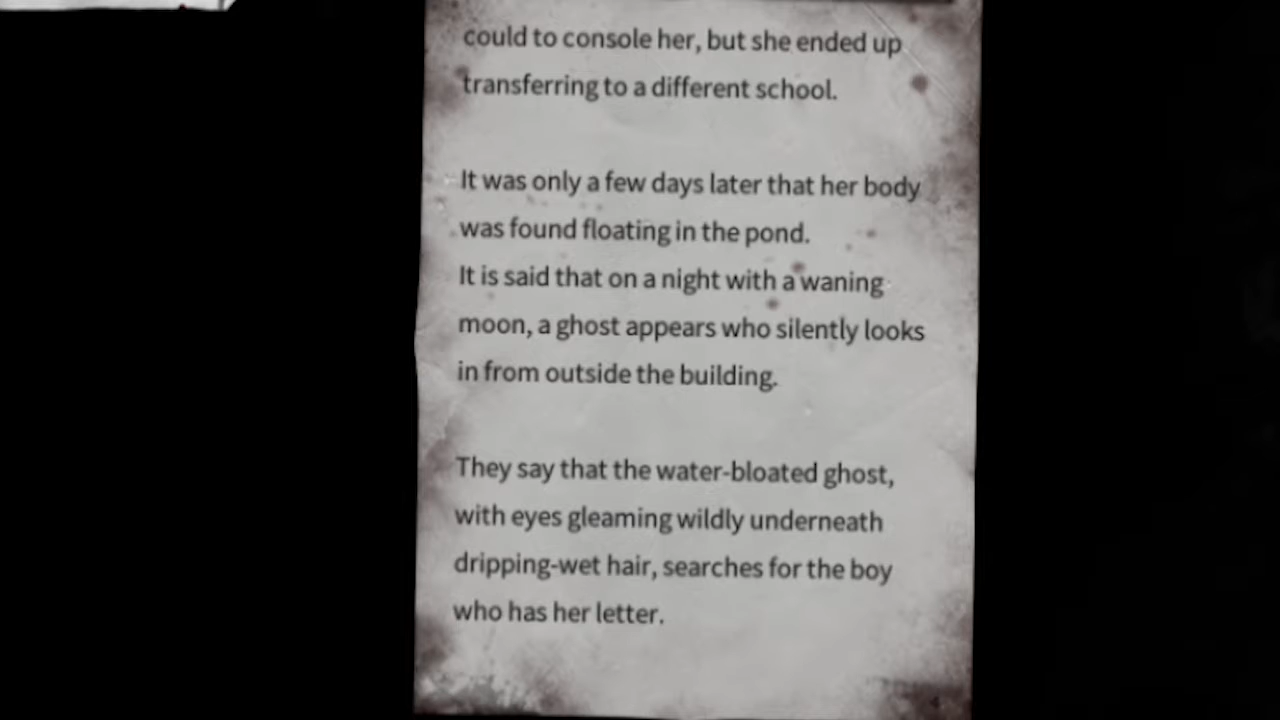 could to console her, but she ended up
transferring to a different school.
It was only a few days later that her body
was found floating in the pond.
It is said that on a night with a waning
moon, a ghost appears who silently looks
in from outside the building.
They say that the water-bloated ghost,
with eyes gleaming wildly underneath
dripping-wet hair, searches for the boy
who has her letter.